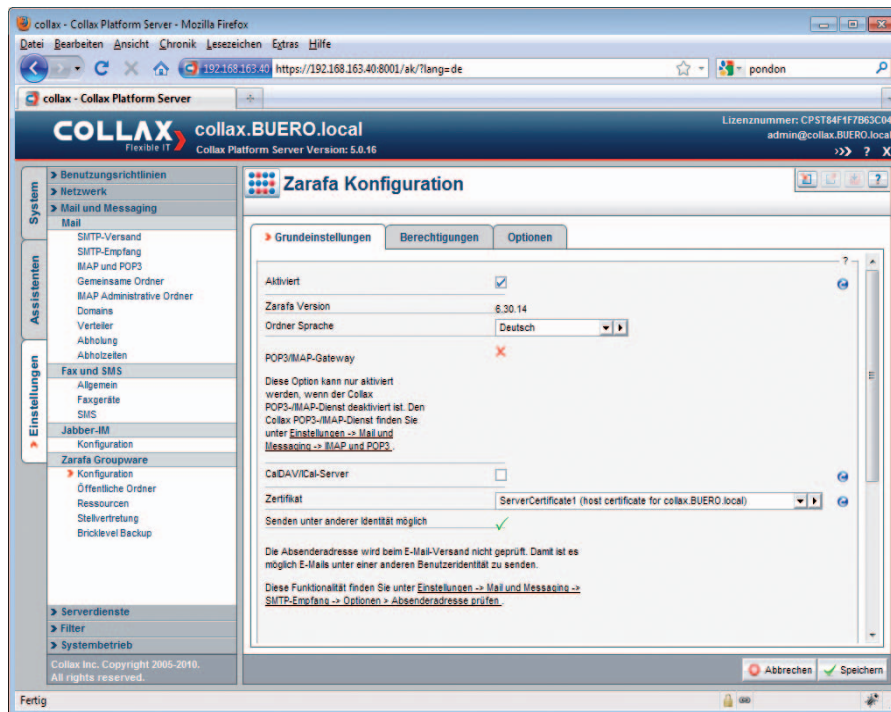 collax - Collax Platform Server - Mozilla Firefox
Datei Bearbeiten Ansicht Chronik Lesezeichen Extras Hilfe
192.168.163.40 https://192.168.163.40:8001/ak/?lang=de
pondon
collax - Collax Platform Server
COLLAX
Flexible IT
collax.BUERO.local
Collax Platform Server Version: 5.0.16
Lizenznummer: CPST84F1F7B63C04
admin@collax.BUERO.local
>>> ? X
System
Assistenten
Einstellungen
Benutzungsrichtlinien
Netzwerk
Mail und Messaging
Mail
SMTP-Versand
SMTP-Empfang
IMAP und POP3
Gemeinsame Ordner
IMAP Administrative Ordner
Domains
Verteiler
Abholung
Abholzeiten
Fax und SMS
Allgemein
Faxgeräte
SMS
Jabber-IM
Konfiguration
Zarafa Groupware
Konfiguration
Öffentliche Ordner
Ressourcen
Stellvertretung
Bricklevel Backup
Serverdienste
Filter
Systembetrieb
Collax Inc. Copyright 2005-2010.
All rights reserved.
Zarafa Konfiguration
?
Grundeinstellungen
Berechtigungen
Optionen
?
Aktiviert
Zarafa Version
6.30.14
Ordner Sprache
Deutsch
POP3/IMAP-Gateway
Diese Option kann nur aktiviert
werden, wenn der Collax
POP3-/IMAP-Dienst deaktiviert ist. Den
Collax POP3-/IMAP-Dienst finden Sie
unter Einstellungen -> Mail und
Messaging -> IMAP und POP3 .
CalDAV/ICal-Server
Zertifikat
ServerCertificate1 (host certificate for collax.BUERO.local)
Senden unter anderer Identität möglich
Die Absenderadresse wird beim E-Mail-Versand nicht geprüft. Damit ist es
möglich E-Mails unter einer anderen Benutzeridentität zu senden.
Diese Funktionalität finden Sie unter Einstellungen -> Mail und Messaging ->
SMTP-Empfang -> Optionen > Absenderadresse prüfen .
Abbrechen
Speichern
Fertig